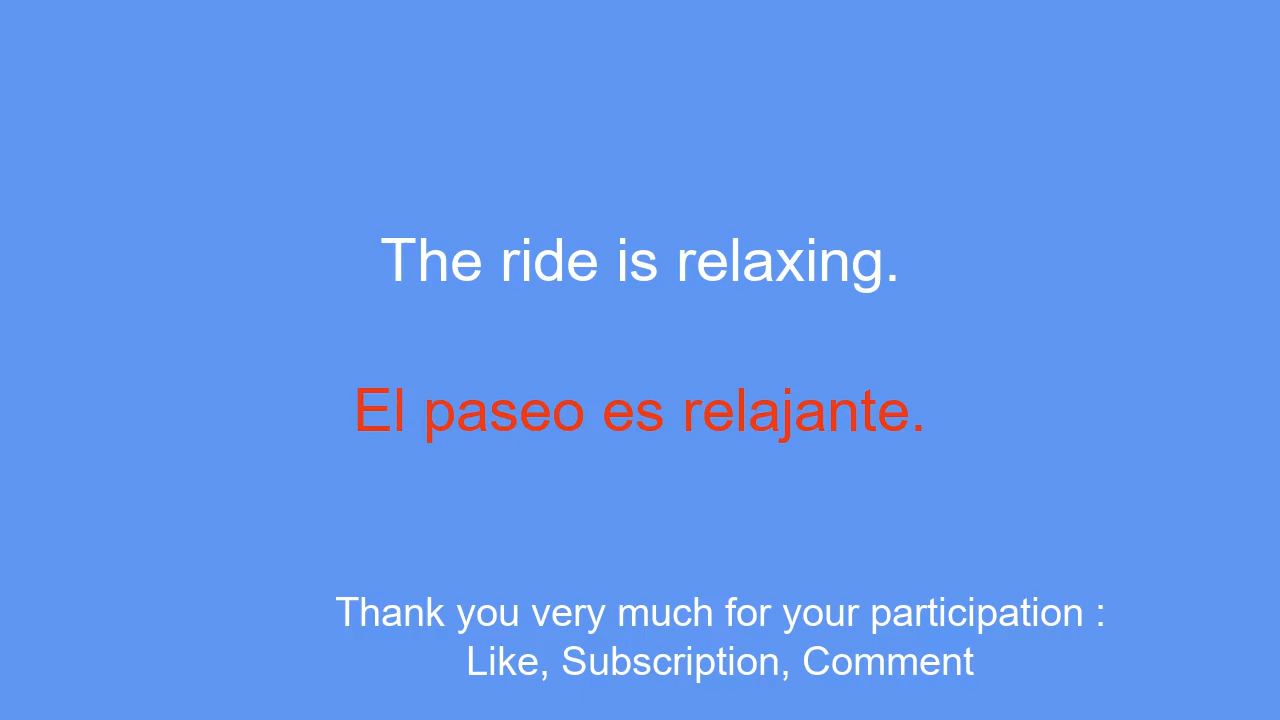 The ride is relaxing.
El paseo es relajante.
Thank you very much for your participation :
Like, Subscription, Comment